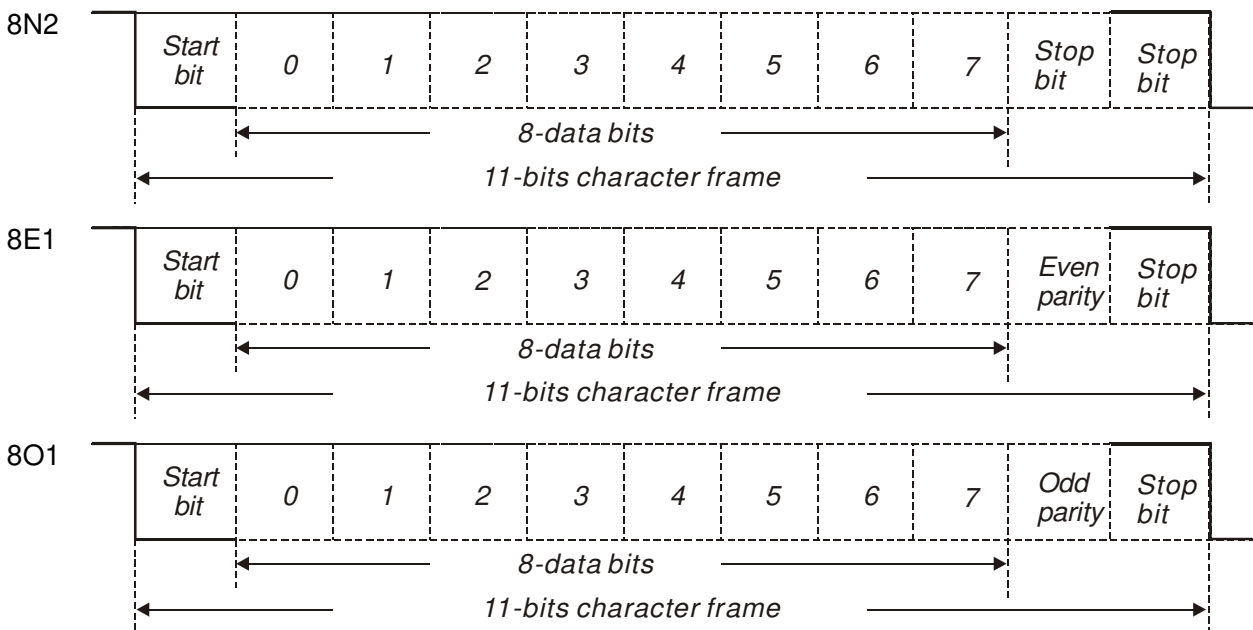 8N2
Start bit 0 1 2 3 4 5 6 7 Stop bit Stop bit
8-data bits
11-bits character frame
8E1
Start bit 0 1 2 3 4 5 6 7 Even parity Stop bit
8-data bits
11-bits character frame
8O1
Start bit 0 1 2 3 4 5 6 7 Odd parity Stop bit
8-data bits
11-bits character frame